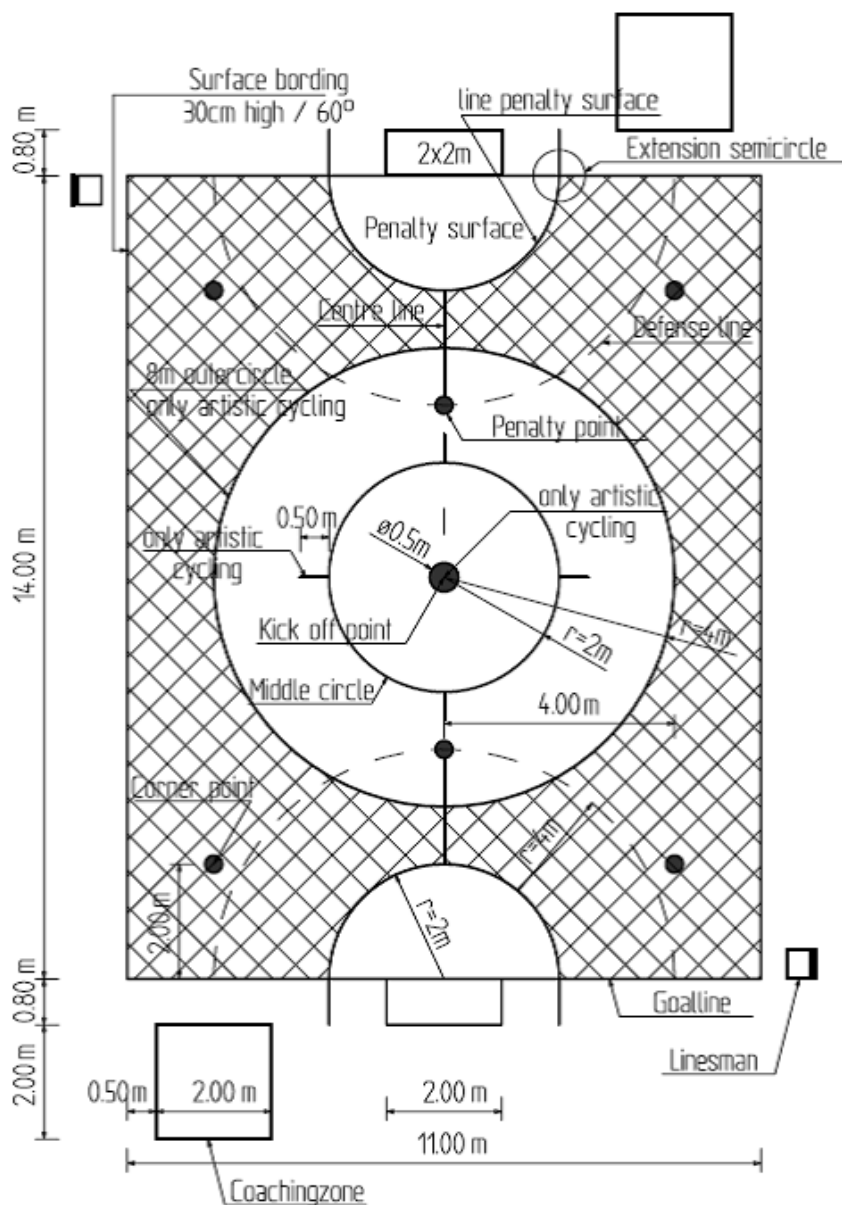 Surface bording
30cm high / 60°
line penalty surface
0.80 m
2x2m
Extension semicircle
Penalty surface
Centre line
Defense line
8m outercircle
only artistic cycling
Penalty point
0.50 m
only artistic
cycling
ø0.5m
only artistic
cycling
14.00 m
Kick off point
r=2m
r=4m
Middle circle
4.00 m
Corner point
r=4m
2.00 m
r=2m
0.80 m
Goalline
Linesman
2.00 m
0.50 m
2.00 m
2.00 m
11.00 m
Coachingzone